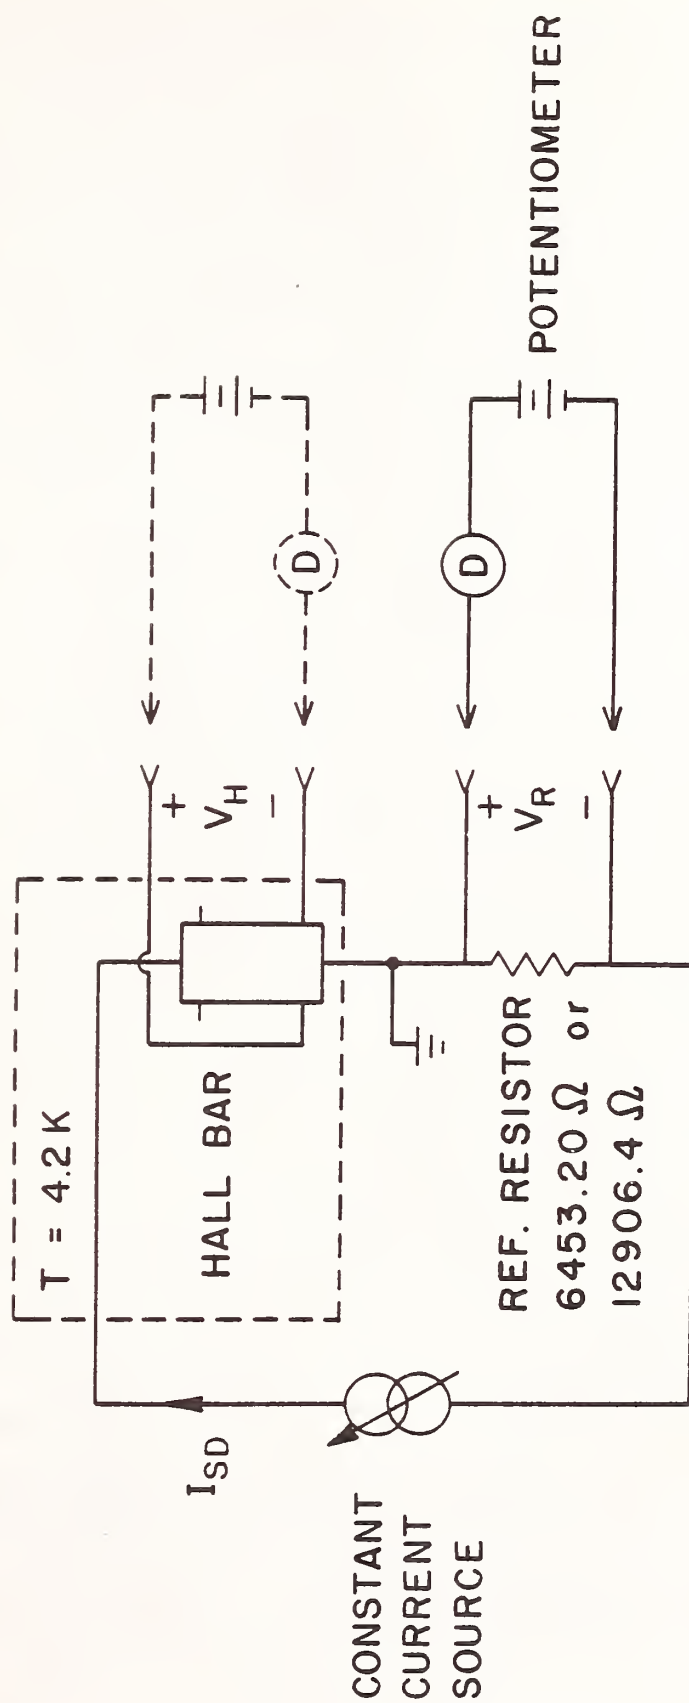 T = 4.2 K
HALL BAR
+
V_H
−
I_SD
CONSTANT
CURRENT
SOURCE
REF. RESISTOR
6453.20 Ω or
12906.4 Ω
+
V_R
−
D
D
POTENTIOMETER